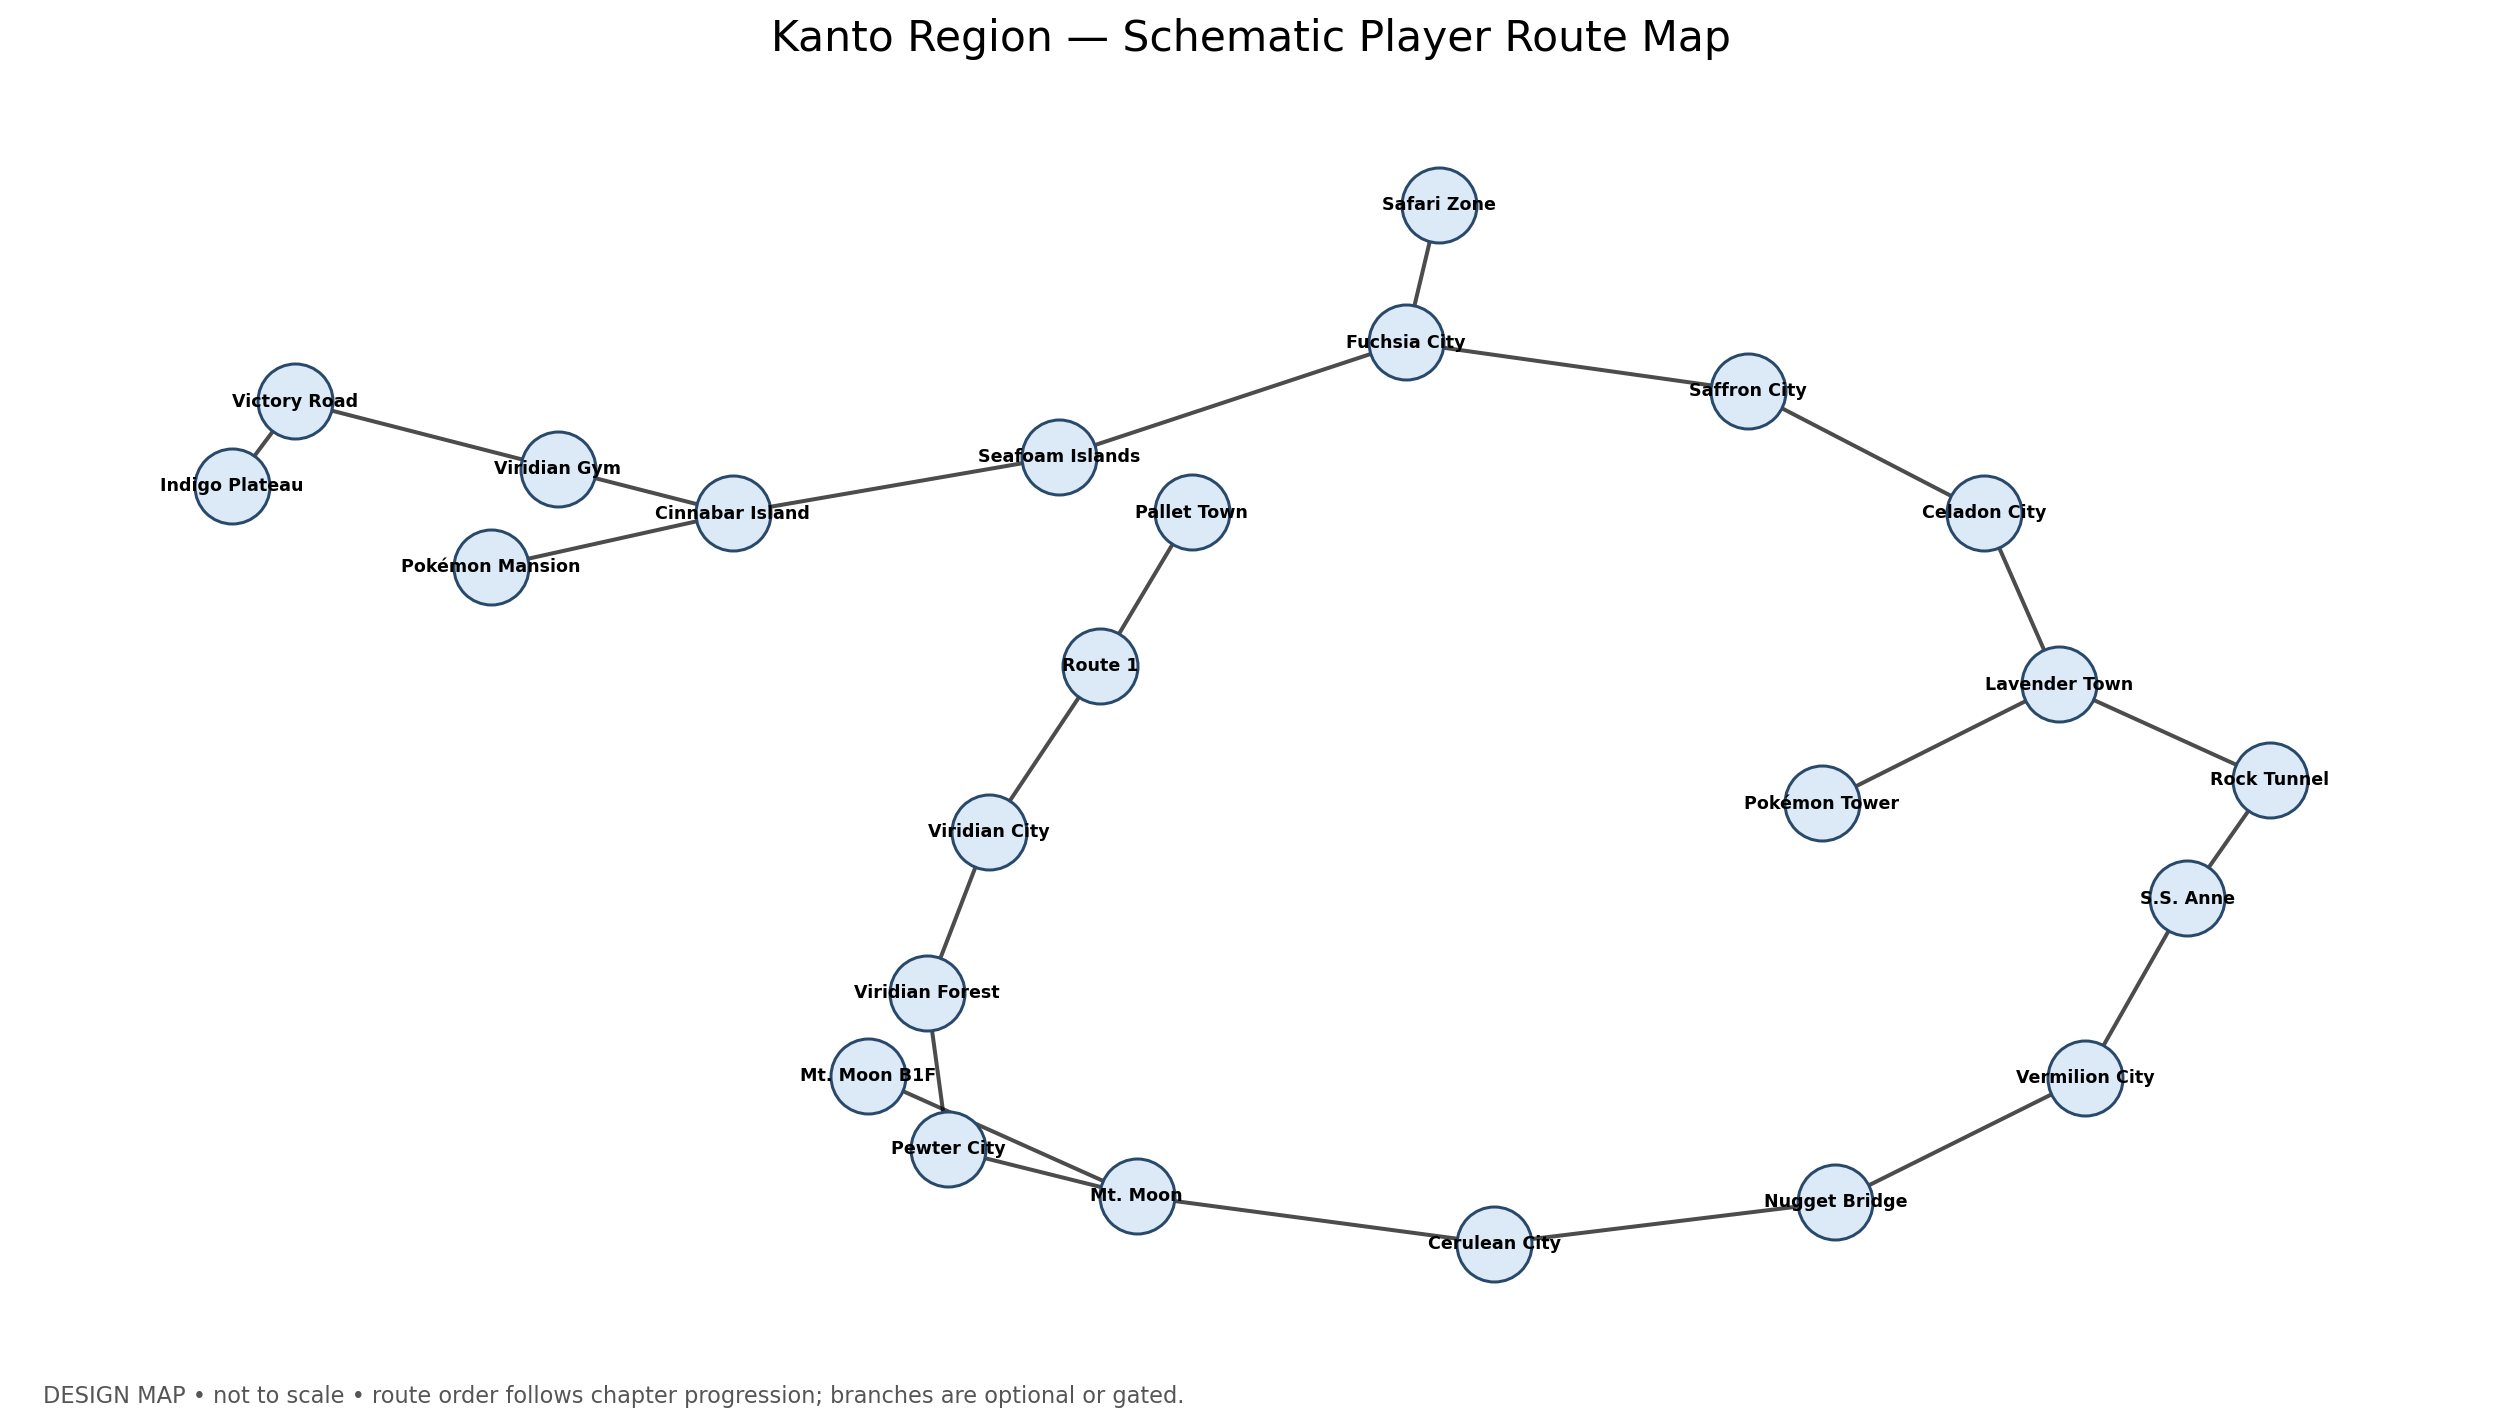 Kanto Region — Schematic Player Route Map
Safari Zone
Fuchsia City
Saffron City
Victory Road
Viridian Gym
Seafoam Islands
Indigo Plateau
Cinnabar Island
Pallet Town
Celadon City
Pokémon Mansion
Route 1
Lavender Town
Rock Tunnel
Pokémon Tower
Viridian City
S.S. Anne
Viridian Forest
Mt. Moon B1F
Vermilion City
Pewter City
Mt. Moon
Nugget Bridge
Cerulean City
DESIGN MAP • not to scale • route order follows chapter progression; branches are optional or gated.